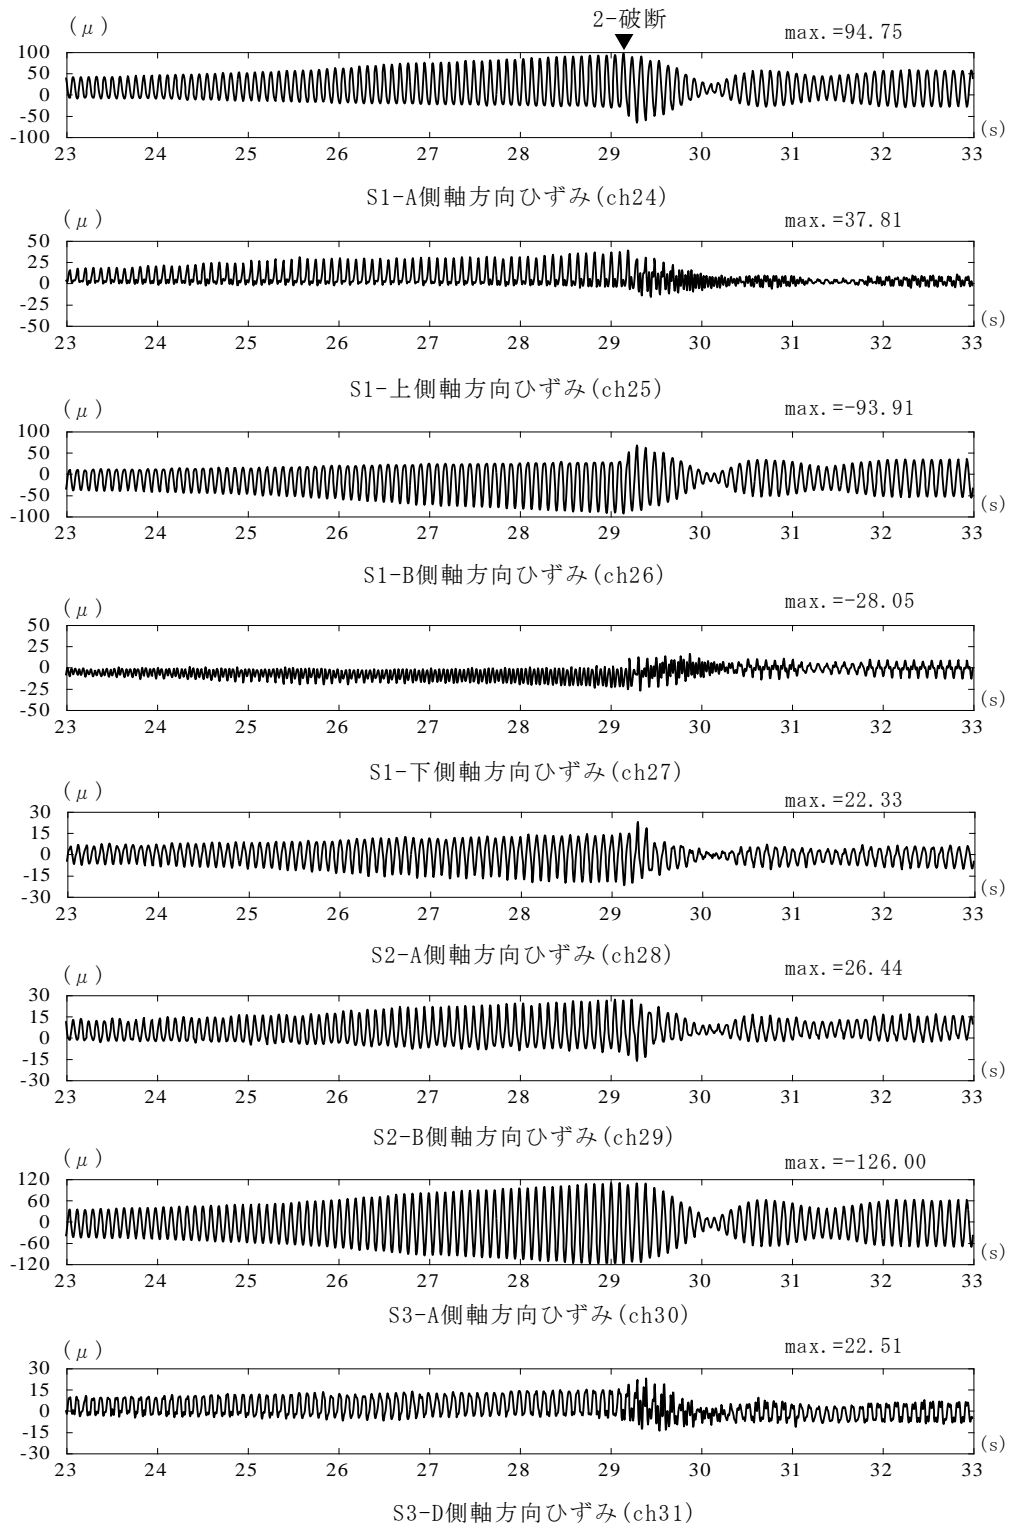 2-破断
(μ) max.=94.75
100
50
0
-50
-100
(s)
23 24 25 26 27 28 29 30 31 32 33
S1-A側軸方向ひずみ(ch24)
(μ) max.=37.81
50
25
0
-25
-50
(s)
23 24 25 26 27 28 29 30 31 32 33
S1-上側軸方向ひずみ(ch25)
(μ) max.=-93.91
100
50
0
-50
-100
(s)
23 24 25 26 27 28 29 30 31 32 33
S1-B側軸方向ひずみ(ch26)
(μ) max.=-28.05
50
25
0
-25
-50
(s)
23 24 25 26 27 28 29 30 31 32 33
S1-下側軸方向ひずみ(ch27)
(μ) max.=22.33
30
15
0
-15
-30
(s)
23 24 25 26 27 28 29 30 31 32 33
S2-A側軸方向ひずみ(ch28)
(μ) max.=26.44
30
15
0
-15
-30
(s)
23 24 25 26 27 28 29 30 31 32 33
S2-B側軸方向ひずみ(ch29)
(μ) max.=-126.00
120
60
0
-60
-120
(s)
23 24 25 26 27 28 29 30 31 32 33
S3-A側軸方向ひずみ(ch30)
(μ) max.=22.51
30
15
0
-15
-30
(s)
23 24 25 26 27 28 29 30 31 32 33
S3-D側軸方向ひずみ(ch31)